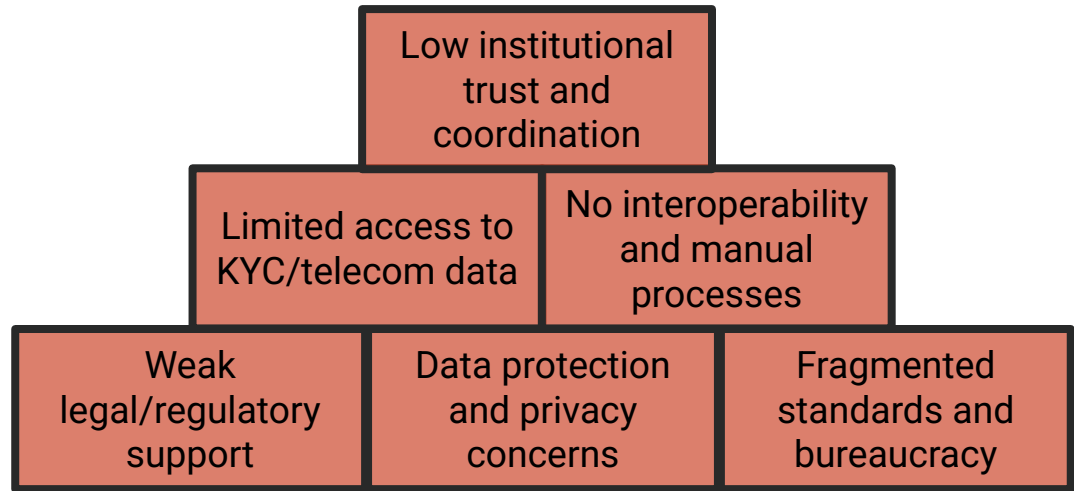 Low institutional
trust and
coordination
Limited access to
KYC/telecom data
No interoperability
and manual
processes
Weak
legal/regulatory
support
Data protection
and privacy
concerns
Fragmented
standards and
bureaucracy